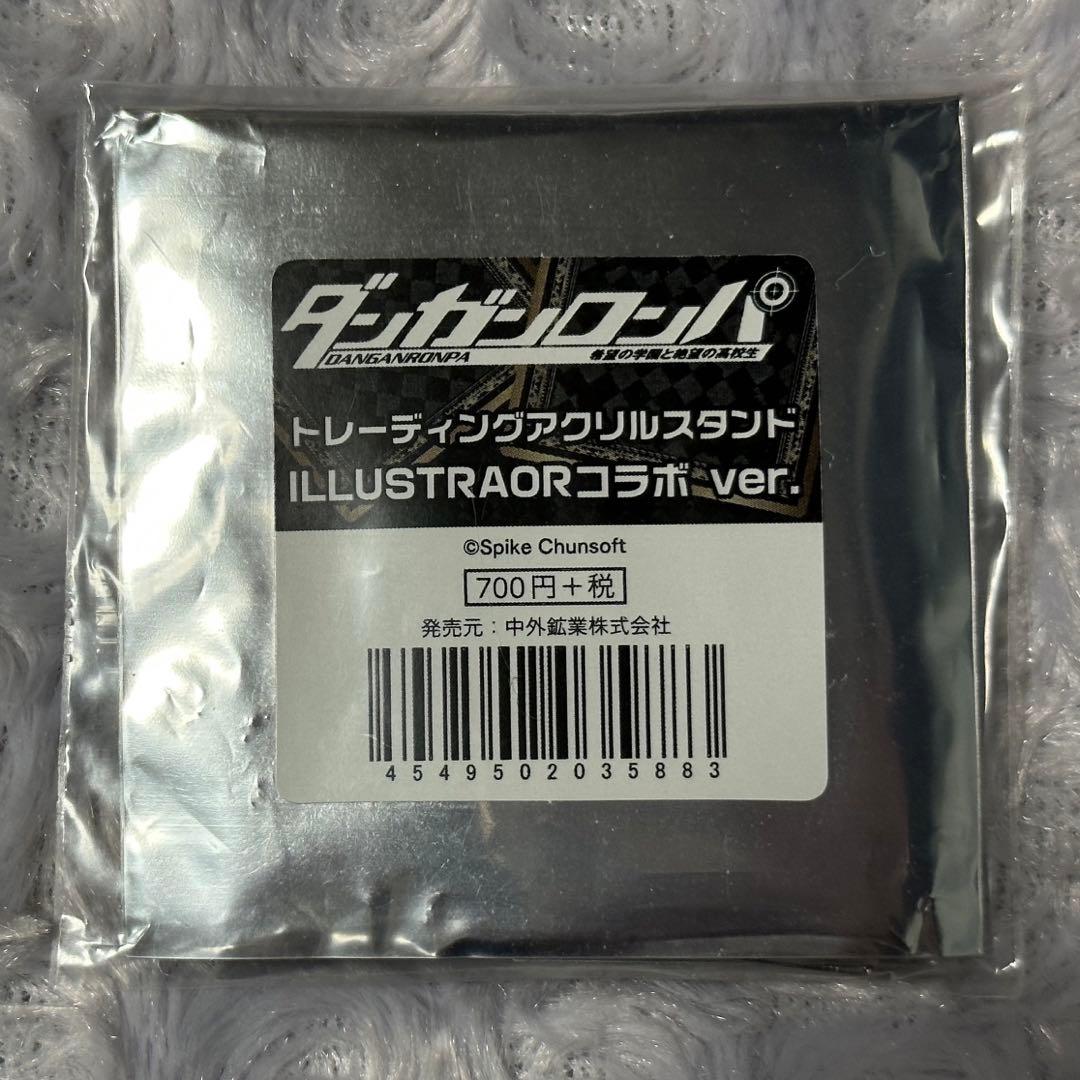 ダンガンロンパ
DANGANRONPA 希望の学園と絶望の高校生
トレーディングアクリルスタンド
ILLUSTRAORコラボ ver.
©Spike Chunsoft
700円+税
発売元:中外鉱業株式会社
4549502035883